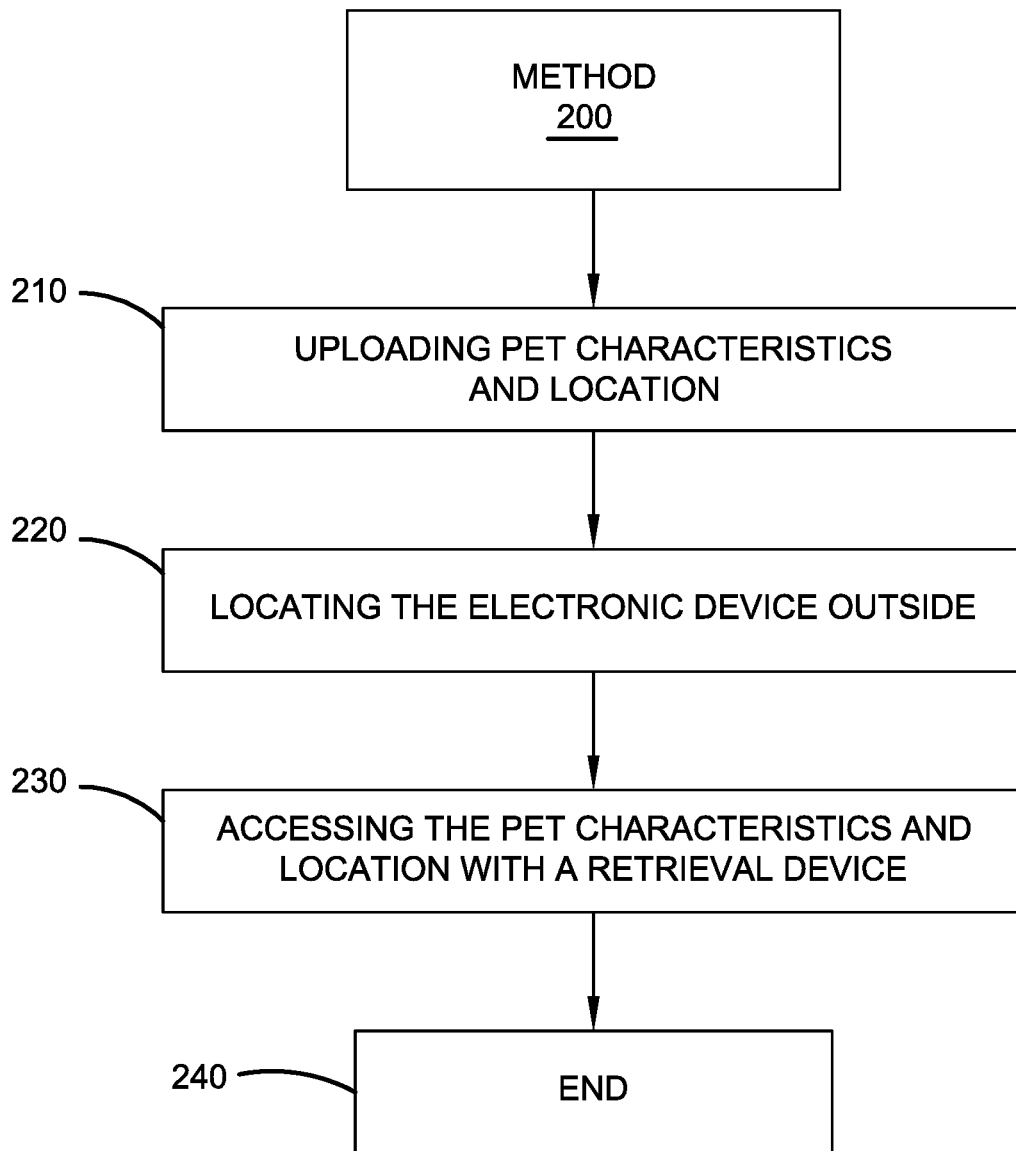 METHOD
200
210
UPLOADING PET CHARACTERISTICS
AND LOCATION
220
LOCATING THE ELECTRONIC DEVICE OUTSIDE
230
ACCESSING THE PET CHARACTERISTICS AND
LOCATION WITH A RETRIEVAL DEVICE
240
END